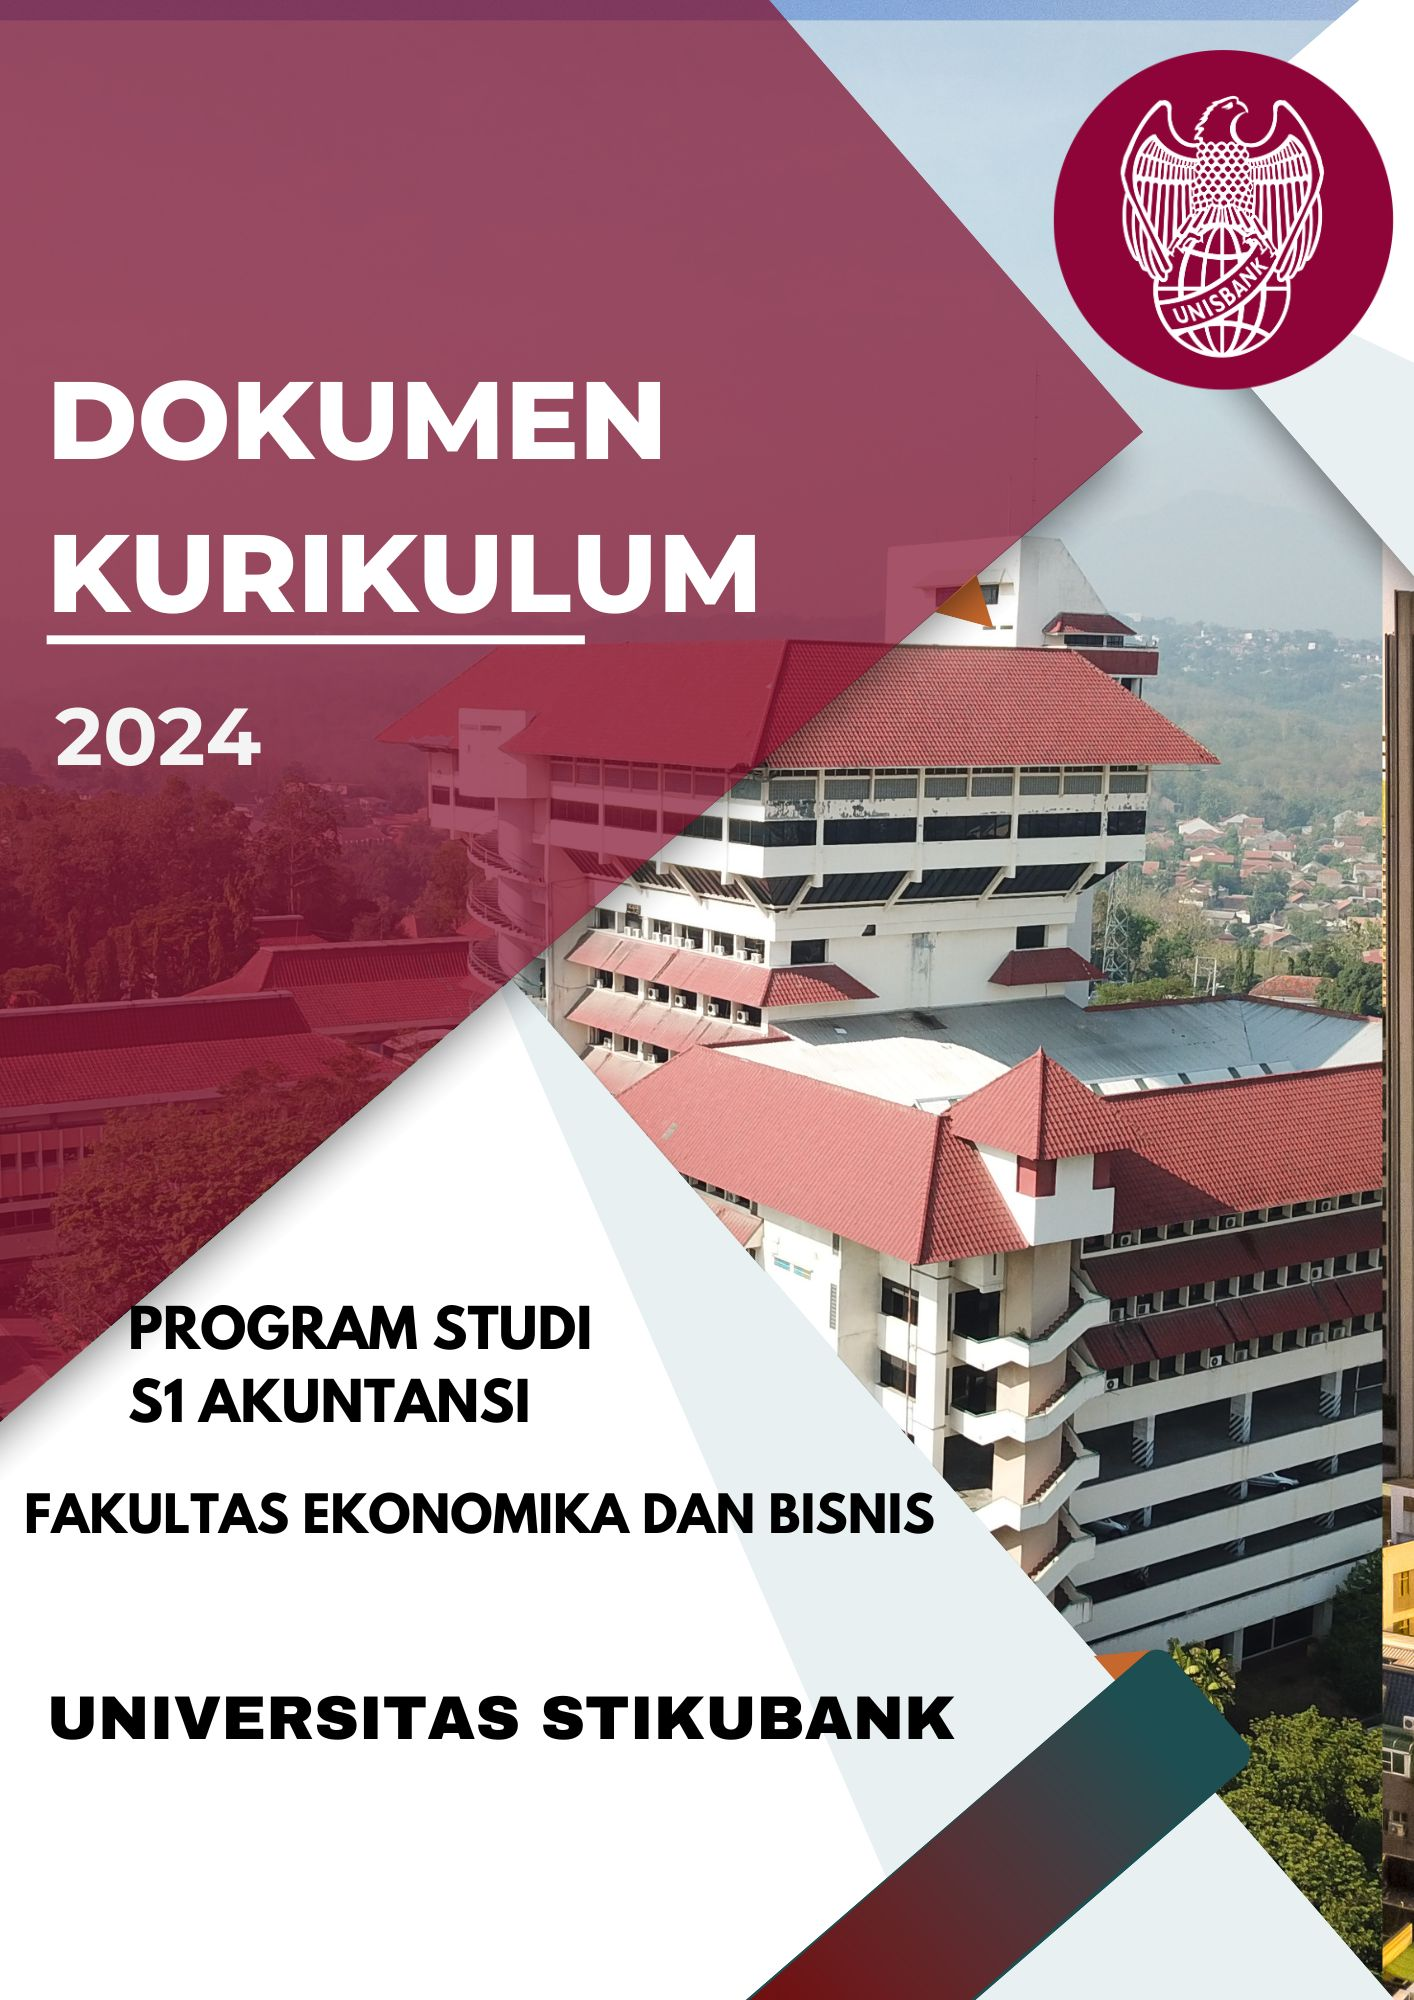 UNISBANK
DOKUMEN
KURIKULUM
2024
PROGRAM STUDI
S1 AKUNTANSI
FAKULTAS EKONOMIKA DAN BISNIS
UNIVERSITAS STIKUBANK